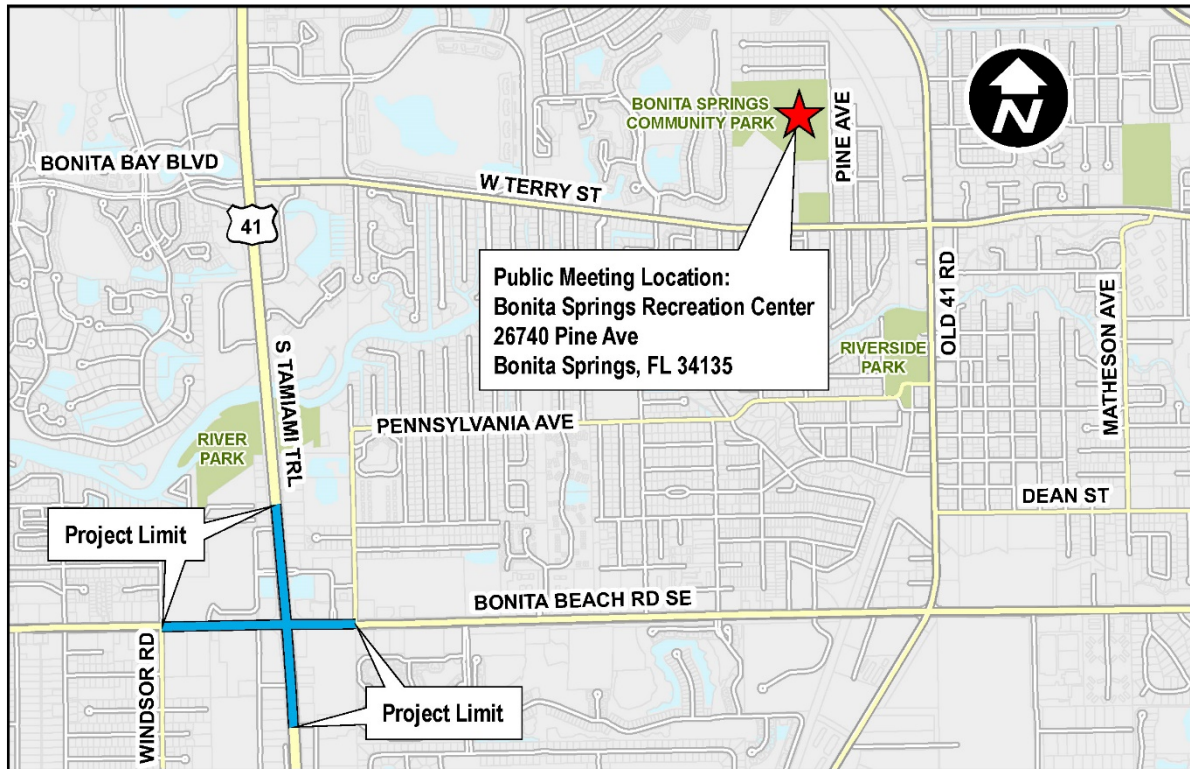 BONITA SPRINGS
COMMUNITY PARK
PINE AVE
N
BONITA BAY BLVD
W TERRY ST
41
Public Meeting Location:
Bonita Springs Recreation Center
26740 Pine Ave
Bonita Springs, FL 34135
OLD 41 RD
MATHESON AVE
S TAMIAMI TRL
RIVERSIDE
PARK
PENNSYLVANIA AVE
RIVER
PARK
DEAN ST
Project Limit
BONITA BEACH RD SE
WINDSOR RD
Project Limit